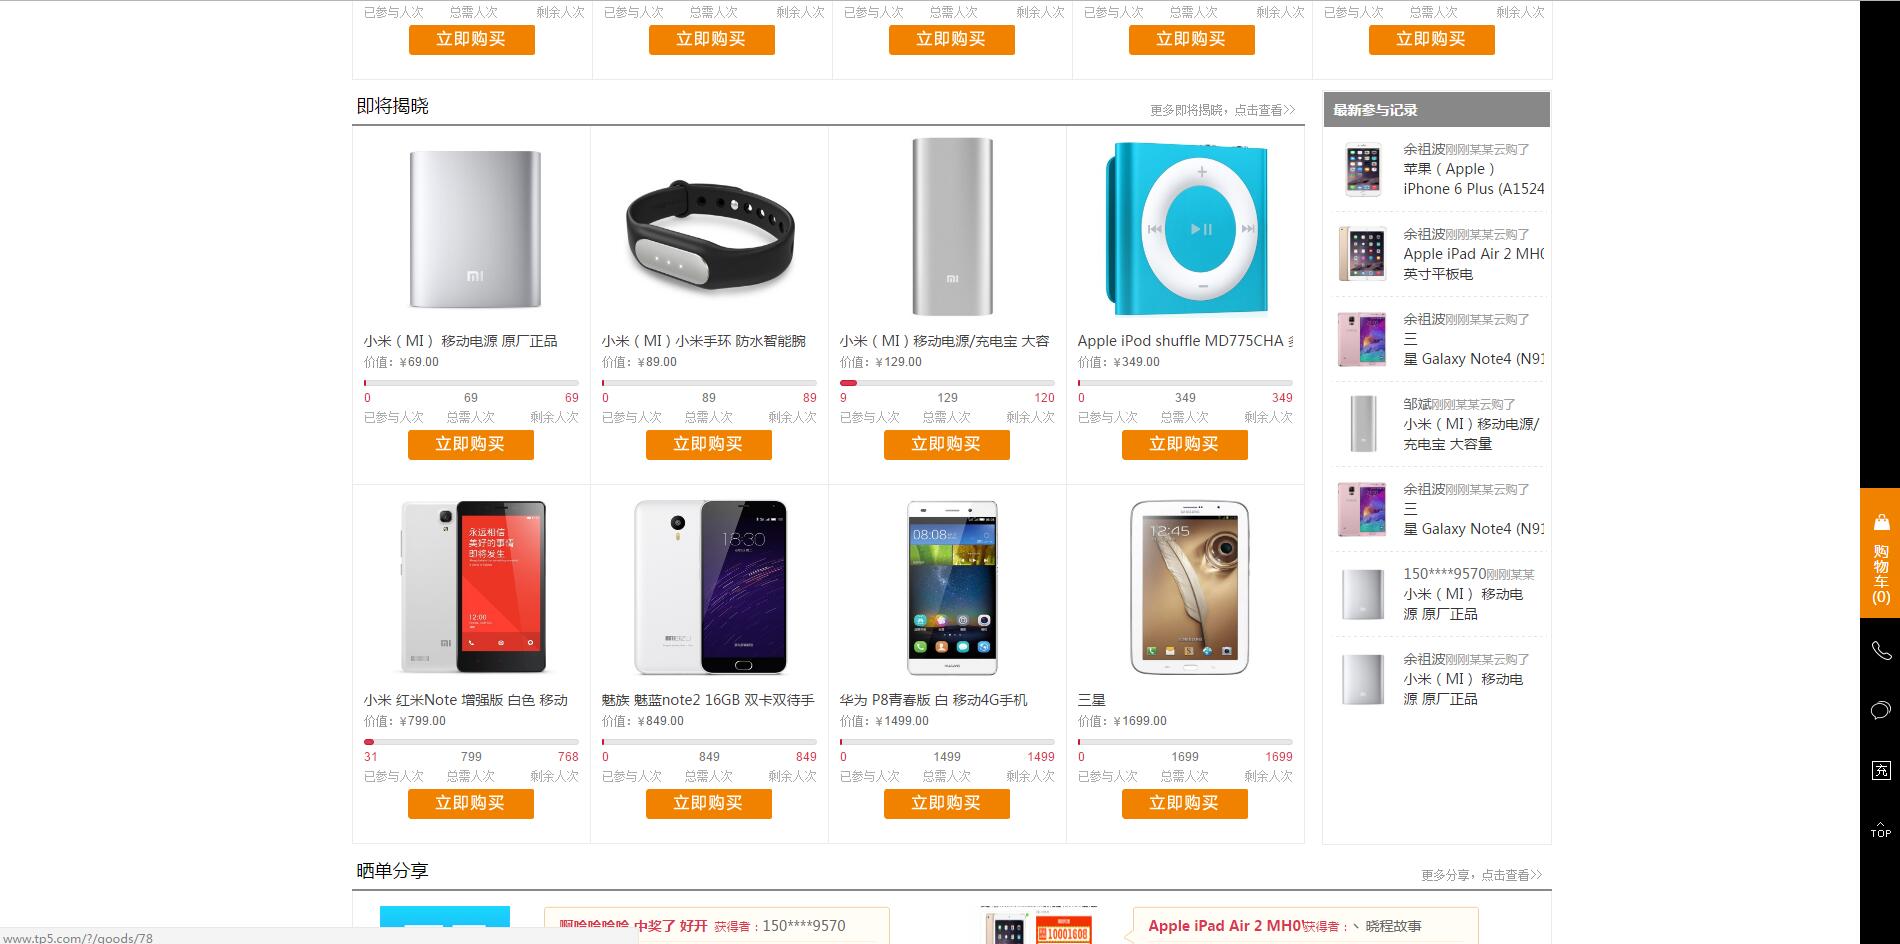 已参与人次 总需人次 剩余人次 已参与人次 总需人次 剩余人次 已参与人次 总需人次 剩余人次 已参与人次 总需人次 剩余人次 已参与人次 总需人次 剩余人次
立即购买 立即购买 立即购买 立即购买 立即购买
即将揭晓 更多即将揭晓，点击查看>>
mi
mi
小米（MI） 移动电源 原厂正品 小米（MI）小米手环 防水智能腕 小米（MI）移动电源/充电宝 大容 Apple iPod shuffle MD775CHA
价值：￥69.00 价值：￥89.00 价值：￥129.00 价值：￥349.00
0 69 69 0 89 89 9 129 120 0 349 349
已参与人次 总需人次 剩余人次 已参与人次 总需人次 剩余人次 已参与人次 总需人次 剩余人次 已参与人次 总需人次 剩余人次
立即购买 立即购买 立即购买 立即购买
永远相信
美好的事情
即将发生
12:00
mi
18:30
MEIZU
08:08
HUAWEI
SAMSUNG
12:45
小米 红米Note 增强版 白色 移动 魅族 魅蓝note2 16GB 双卡双待手 华为 P8青春版 白 移动4G手机 三星
价值：￥799.00 价值：￥849.00 价值：￥1499.00 价值：￥1699.00
31 799 768 0 849 849 0 1499 1499 0 1699 1699
已参与人次 总需人次 剩余人次 已参与人次 总需人次 剩余人次 已参与人次 总需人次 剩余人次 已参与人次 总需人次 剩余人次
立即购买 立即购买 立即购买 立即购买
最新参与记录
余祖波刚刚某某云购了
苹果（Apple）
iPhone 6 Plus (A1524
余祖波刚刚某某云购了
Apple iPad Air 2 MH0
英寸平板电
余祖波刚刚某某云购了
三
星 Galaxy Note4 (N91
邹斌刚刚某某云购了
小米（MI）移动电源/
充电宝 大容量
余祖波刚刚某某云购了
三
星 Galaxy Note4 (N91
150****9570刚刚某某
小米（MI） 移动电
源 原厂正品
余祖波刚刚某某云购了
小米（MI） 移动电
源 原厂正品
购
物
车
(0)
充
TOP
晒单分享 更多分享，点击查看>>
啊哈哈哈哈 中奖了 好开 获得者：150****9570
10001608
Apple iPad Air 2 MH0 获得者：丶 晓程故事
www.tp5.com/?/goods/78